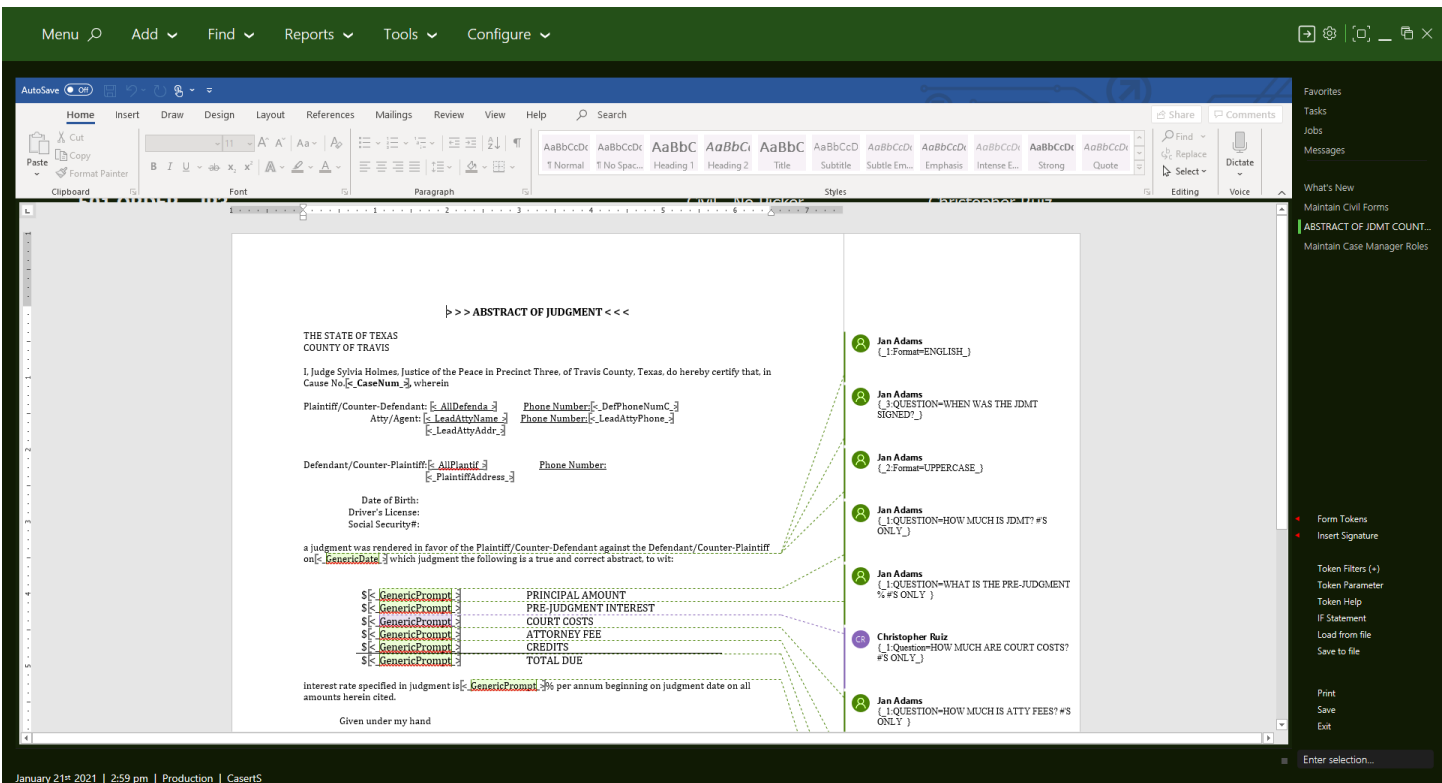 Menu Add Find Reports Tools Configure
AutoSave Off
Home Insert Draw Design Layout References Mailings Review View Help Search Share Comments
Cut
Copy
Format Painter
Paste
11 A A Aa A
B I U ab x x A A
AaBbCcDc AaBbCcDc AaBbC AaBbCc AaBbC AaBbCcD AaBbCcDc AaBbCcDc AaBbCcDc AaBbCcDc AaBbCcDc
¶ Normal ¶ No Spac... Heading 1 Heading 2 Title Subtitle Subtle Em... Emphasis Intense E... Strong Quote
Find
Replace
Select
Dictate
Clipboard Font Paragraph Styles Editing Voice
Christopher Ruiz
1 1 2 3 4 5 6 7
> > > ABSTRACT OF JUDGMENT < < <
THE STATE OF TEXAS
COUNTY OF TRAVIS
I, Judge Sylvia Holmes, Justice of the Peace in Precinct Three, of Travis County, Texas, do hereby certify that, in
Cause No.[<_CaseNum_>], wherein
Plaintiff/Counter-Defendant: [<_AllDefenda_>] Phone Number:[<_DefPhoneNumC_>]
Atty/Agent: [<_LeadAttyName_>] Phone Number:[<_LeadAttyPhone_>]
[<_LeadAttyAddr_>]
Defendant/Counter-Plaintiff:[<_AllPlantif_>] Phone Number:
[<_PlaintiffAddress_>]
Date of Birth:
Driver's License:
Social Security#:
a judgment was rendered in favor of the Plaintiff/Counter-Defendant against the Defendant/Counter-Plaintiff
on[<_GenericDate_>] which judgment the following is a true and correct abstract, to wit:
$[<_GenericPrompt_>] PRINCIPAL AMOUNT
$[<_GenericPrompt_>] PRE-JUDGMENT INTEREST
$[<_GenericPrompt_>] COURT COSTS
$[<_GenericPrompt_>] ATTORNEY FEE
$[<_GenericPrompt_>] CREDITS
$[<_GenericPrompt_>] TOTAL DUE
interest rate specified in judgment is[<_GenericPrompt_>]% per annum beginning on judgment date on all
amounts herein cited.
Given under my hand
Jan Adams
{_1:Format=ENGLISH_}
Jan Adams
{_3:QUESTION=WHEN WAS THE JDMT
SIGNED?_}
Jan Adams
{_2:Format=UPPERCASE_}
Jan Adams
{_1:QUESTION=HOW MUCH IS JDMT? #'S
ONLY_}
Jan Adams
{_1:QUESTION=WHAT IS THE PRE-JUDGMENT
% #'S ONLY_}
CR Christopher Ruiz
{_1:Question=HOW MUCH ARE COURT COSTS?
#'S ONLY_}
Jan Adams
{_1:QUESTION=HOW MUCH IS ATTY FEES? #'S
ONLY_}
Favorites
Tasks
Jobs
Messages
What's New
Maintain Civil Forms
ABSTRACT OF JDMT COUNT...
Maintain Case Manager Roles
Form Tokens
Insert Signature
Token Filters (+)
Token Parameter
Token Help
IF Statement
Load from file
Save to file
Print
Save
Exit
Enter selection...
January 21st 2021 | 2:59 pm | Production | CasertS